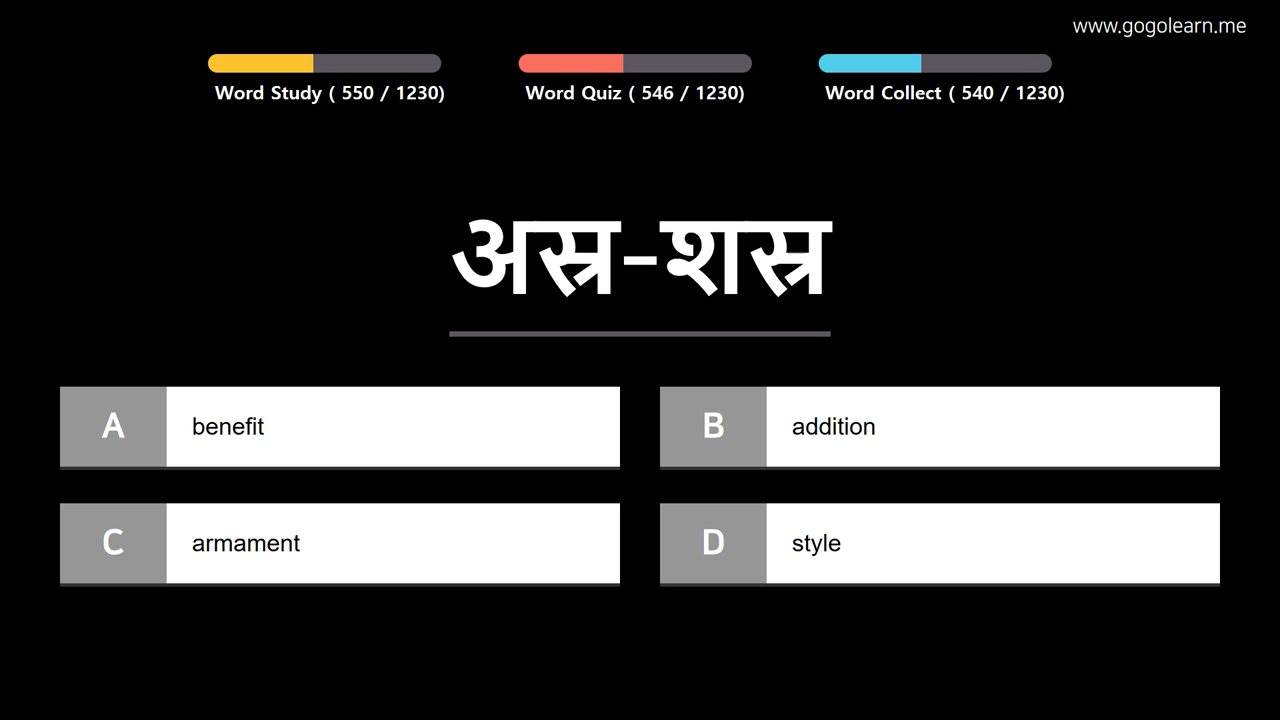 www.gogolearn.me
Word Study ( 550 / 1230)
Word Quiz ( 546 / 1230)
Word Collect ( 540 / 1230)
अस्र-शस्र
A benefit
B addition
C armament
D style